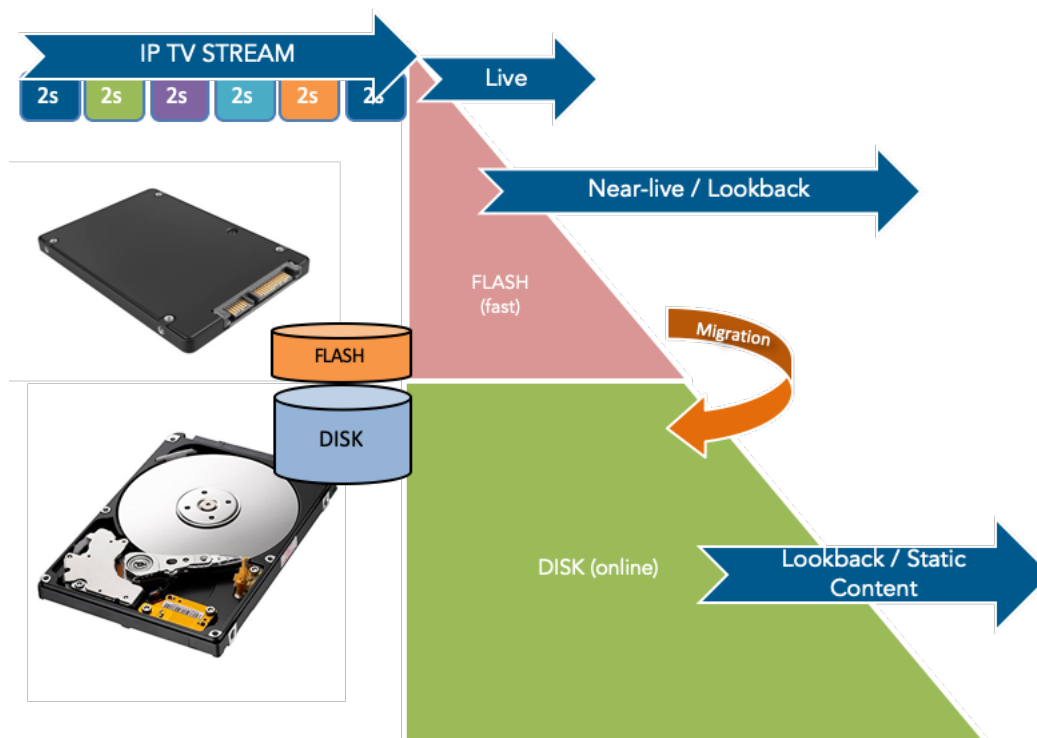 IP TV STREAM
Live
2s
2s
2s
2s
2s
2s
Near-live / Lookback
FLASH
(fast)
Migration
FLASH
DISK
DISK (online)
Lookback / Static
Content